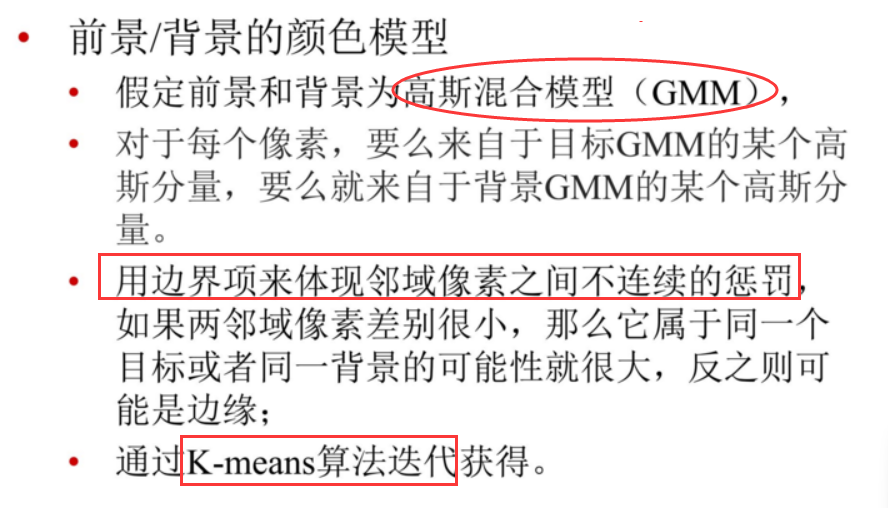 • 前景/背景的颜色模型
• 假定前景和背景为高斯混合模型（GMM），
• 对于每个像素，要么来自于目标GMM的某个高
斯分量，要么就来自于背景GMM的某个高斯分
量。
• 用边界项来体现邻域像素之间不连续的惩罚，
如果两邻域像素差别很小，那么它属于同一个
目标或者同一背景的可能性就很大，反之则可
能是边缘；
• 通过K-means算法迭代获得。